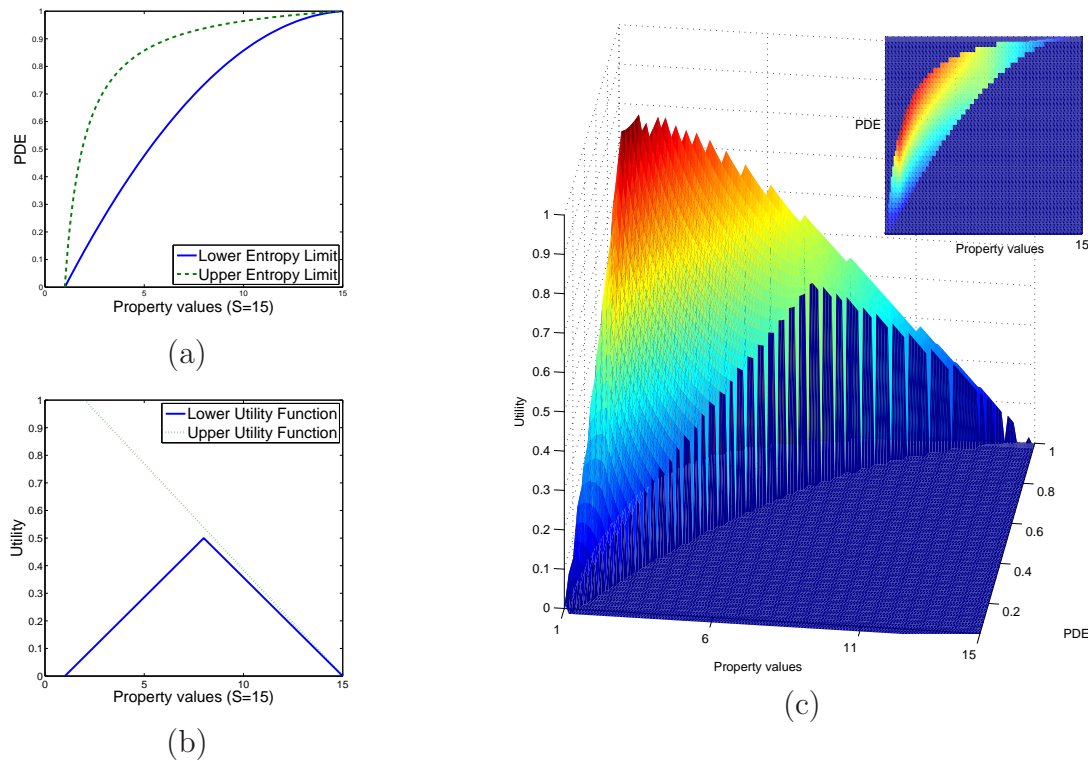 1
0.9
0.8
0.7
0.6
0.5
0.4
0.3
0.2
0.1
0
PDE
0 5 10 15
Lower Entropy Limit
Upper Entropy Limit
Property values (S=15)
(a)
1
0.9
0.8
0.7
0.6
0.5
0.4
0.3
0.2
0.1
0
Utility
0 5 10 15
Lower Utility Function
Upper Utility Function
Property values (S=15)
(b)
PDE
Property values
15
1
0.9
0.8
0.7
0.6
0.5
0.4
0.3
0.2
0.1
0
Utility
1
6
11
15
Property values
1
0.8
0.6
0.4
0.2
PDE
(c)